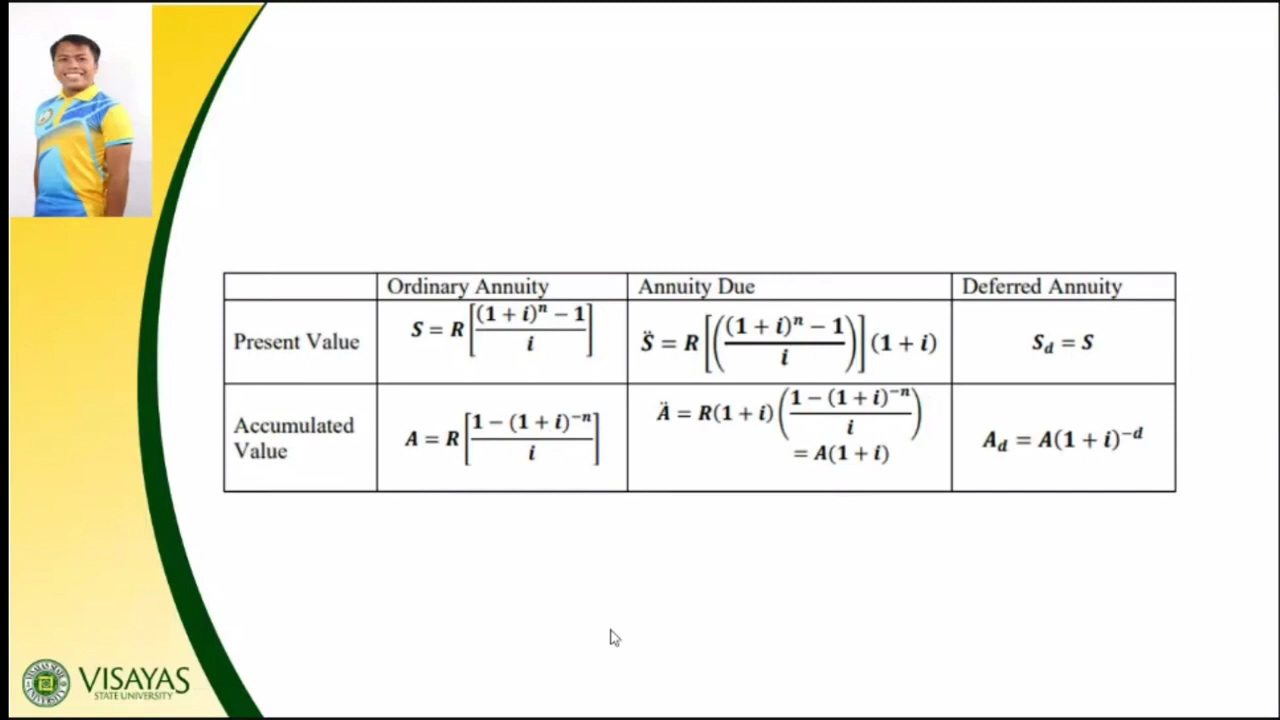 Ordinary Annuity Annuity Due Deferred Annuity
Present Value S = R [((1 + i)^n − 1) / i] S̈ = R [(((1 + i)^n − 1) / i)] (1 + i) S_d = S
Accumulated Value A = R [(1 − (1 + i)^−n) / i] Ä = R(1 + i) ((1 − (1 + i)^−n) / i)
= A(1 + i) A_d = A(1 + i)^−d
VISAYAS
STATE UNIVERSITY